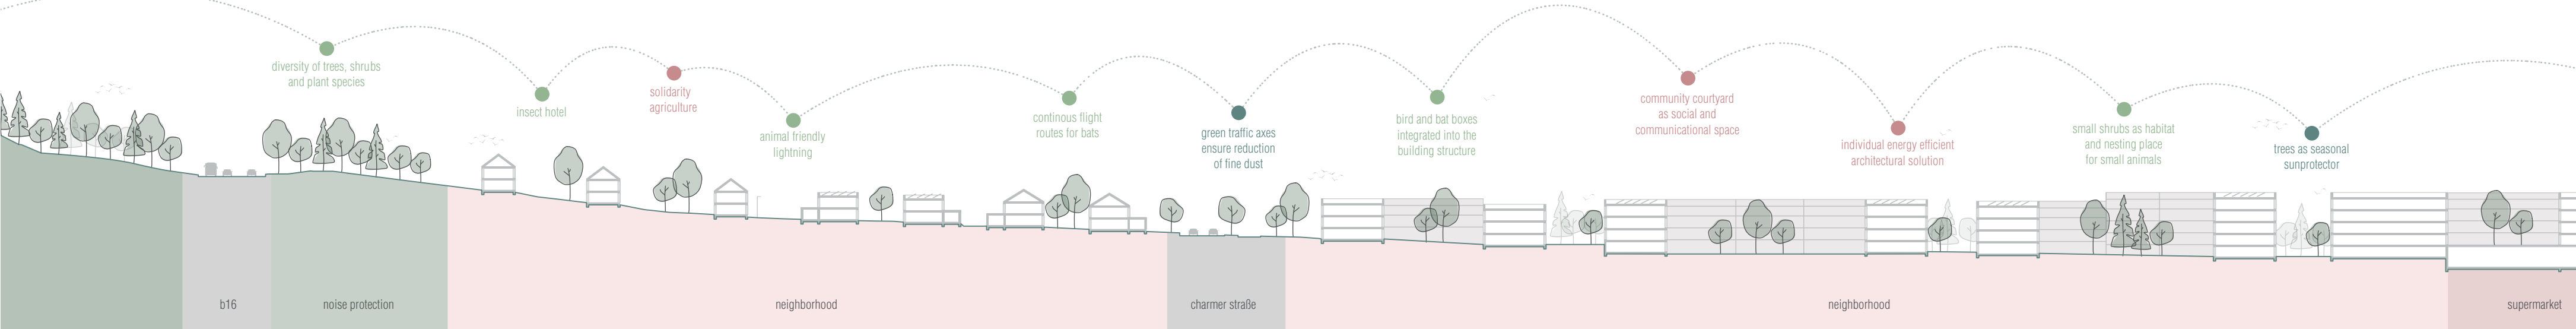 diversity of trees, shrubs
and plant species
insect hotel
solidarity
agriculture
animal friendly
lightning
continous flight
routes for bats
green traffic axes
ensure reduction
of fine dust
bird and bat boxes
integrated into the
building structure
community courtyard
as social and
communicational space
individual energy efficient
architectural solution
small shrubs as habitat
and nesting place
for small animals
trees as seasonal
sunprotector
b16
noise protection
neighborhood
charmer straße
neighborhood
supermarket